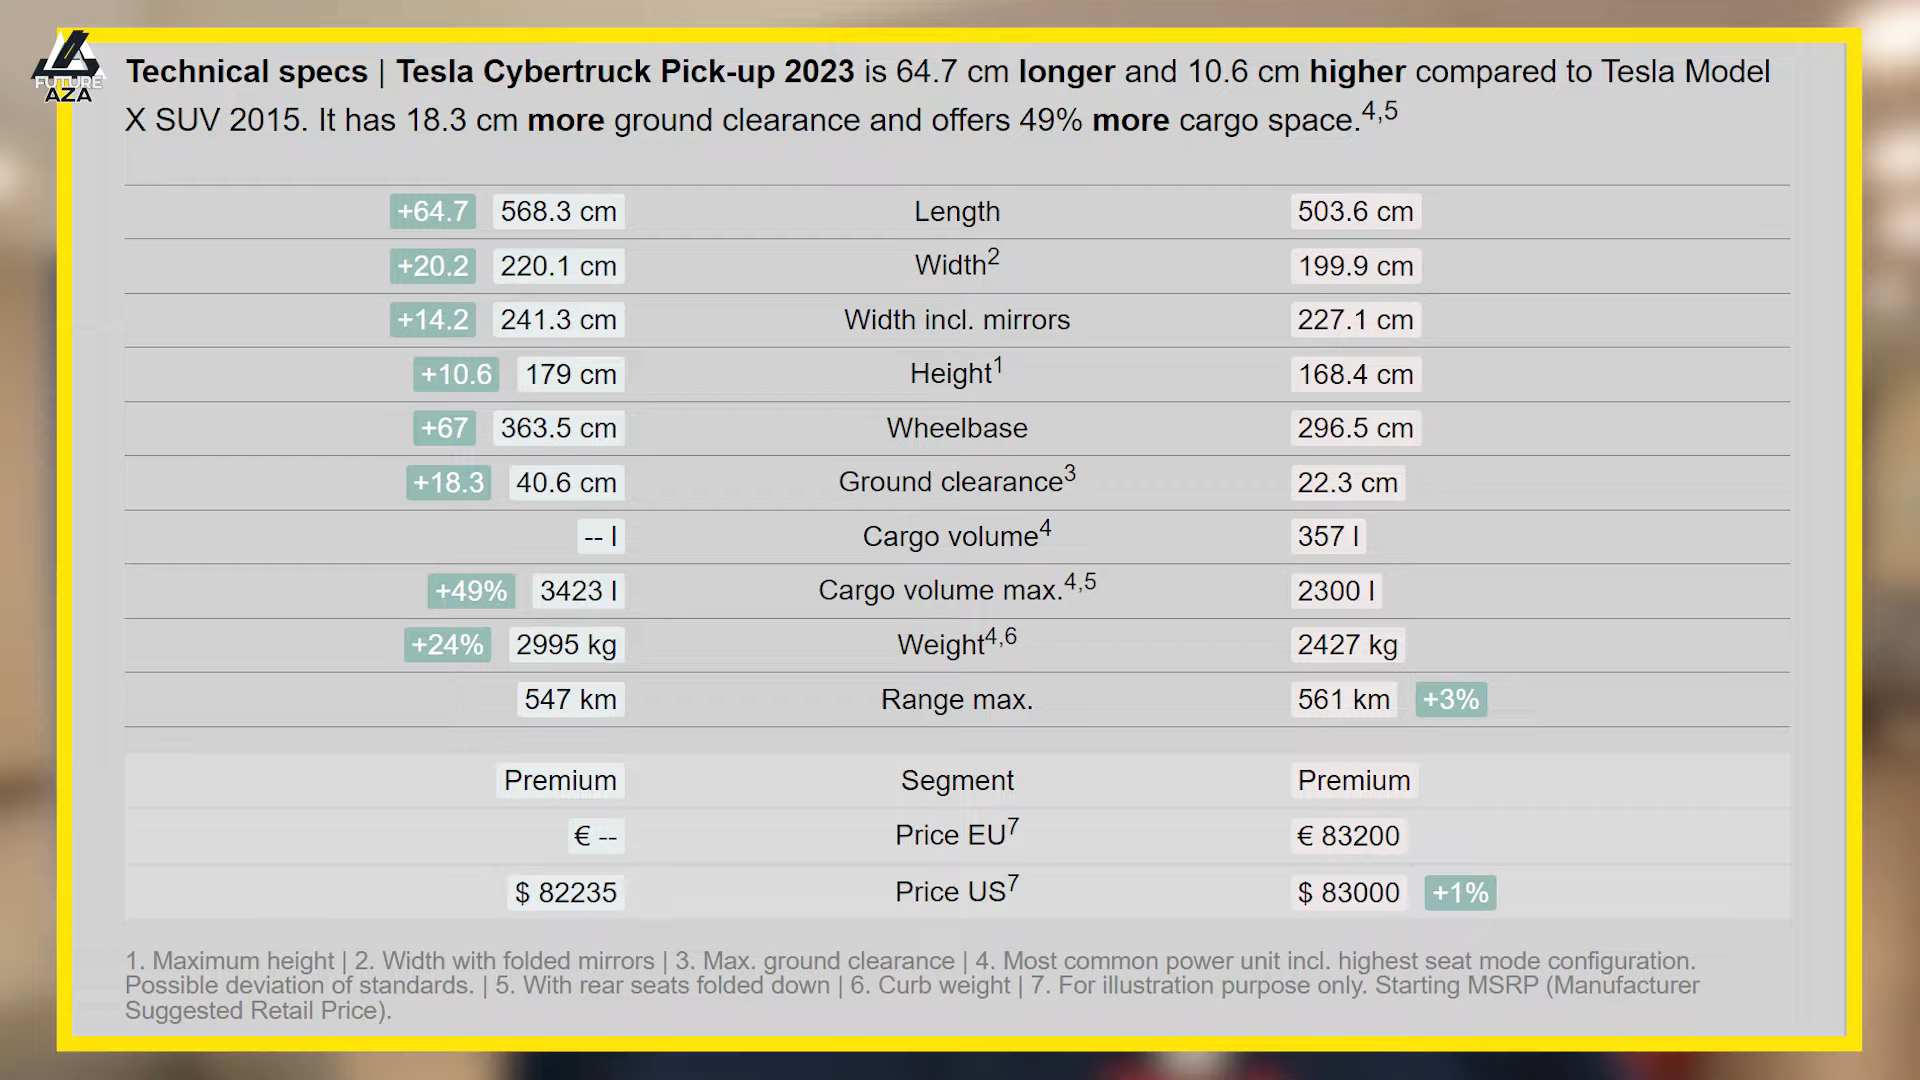 FUTURE
AZA
Technical specs | Tesla Cybertruck Pick-up 2023 is 64.7 cm longer and 10.6 cm higher compared to Tesla Model
X SUV 2015. It has 18.3 cm more ground clearance and offers 49% more cargo space.4,5
+64.7 568.3 cm Length 503.6 cm
+20.2 220.1 cm Width2 199.9 cm
+14.2 241.3 cm Width incl. mirrors 227.1 cm
+10.6 179 cm Height1 168.4 cm
+67 363.5 cm Wheelbase 296.5 cm
+18.3 40.6 cm Ground clearance3 22.3 cm
-- l Cargo volume4 357 l
+49% 3423 l Cargo volume max.4,5 2300 l
+24% 2995 kg Weight4,6 2427 kg
547 km Range max. 561 km +3%
Premium Segment Premium
€ -- Price EU7 € 83200
$ 82235 Price US7 $ 83000 +1%
1. Maximum height | 2. Width with folded mirrors | 3. Max. ground clearance | 4. Most common power unit incl. highest seat mode configuration.
Possible deviation of standards. | 5. With rear seats folded down | 6. Curb weight | 7. For illustration purpose only. Starting MSRP (Manufacturer
Suggested Retail Price).